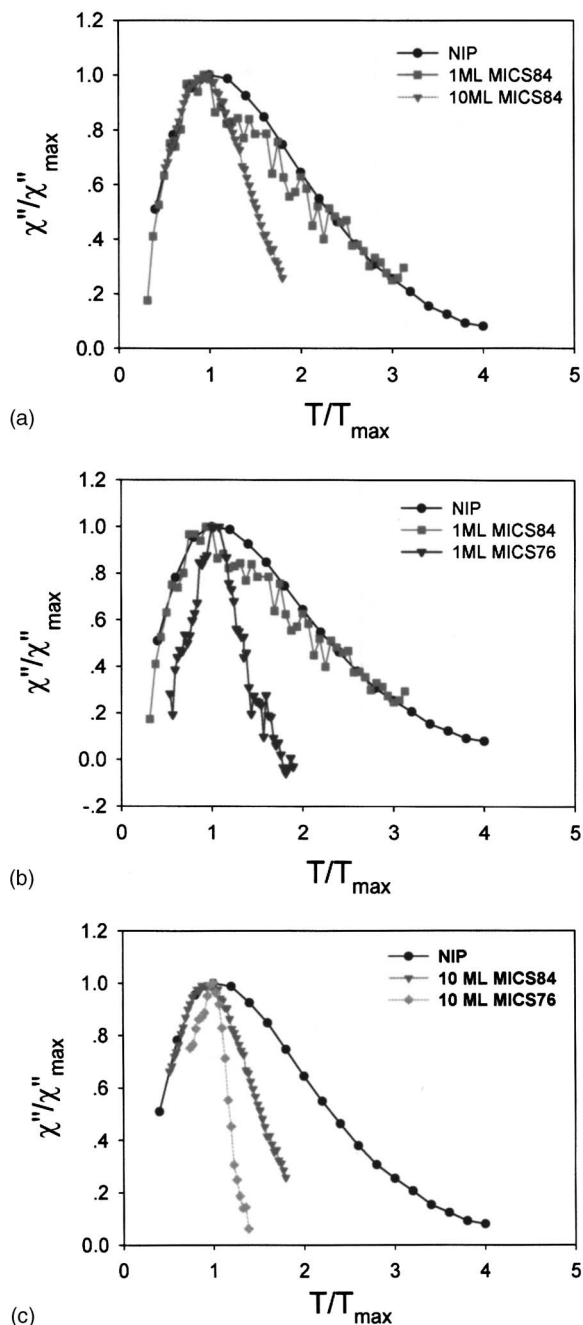 1.2
1.0
.8
.6
.4
.2
0.0
χ"/χ"max
NIP
1ML MICS84
10ML MICS84
0 1 2 3 4 5
T/Tmax
(a)
1.2
1.0
.8
.6
.4
.2
0.0
-.2
χ"/χ"max
NIP
1ML MICS84
1ML MICS76
0 1 2 3 4 5
T/Tmax
(b)
1.2
1.0
.8
.6
.4
.2
0.0
χ"/χ"max
NIP
10 ML MICS84
10 ML MICS76
0 1 2 3 4 5
T/Tmax
(c)